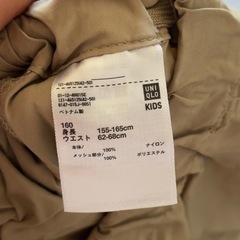 UNI
QLO
KIDS
ベトナム製
160
身長 155-165cm
ウエスト 62-68cm
本体/ ナイロン
100%
メッシュ部分/ ポリエステル
100%